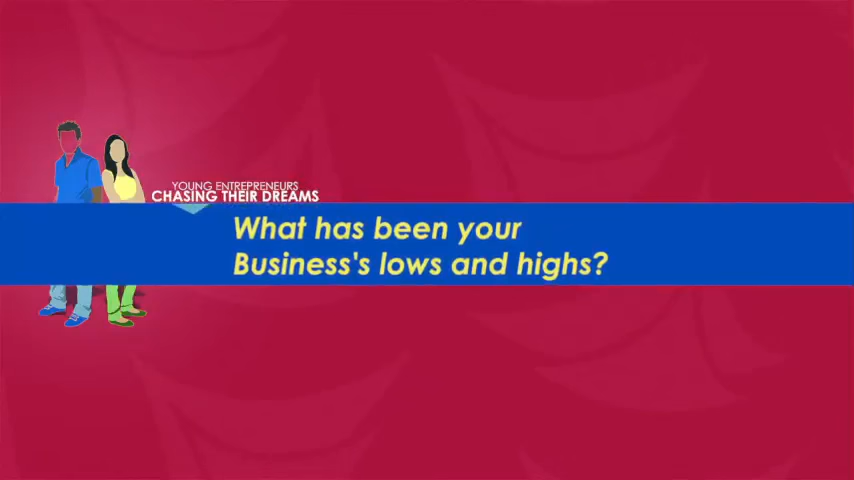 YOUNG ENTREPRENEURS
CHASING THEIR DREAMS
What has been your
Business's lows and highs?